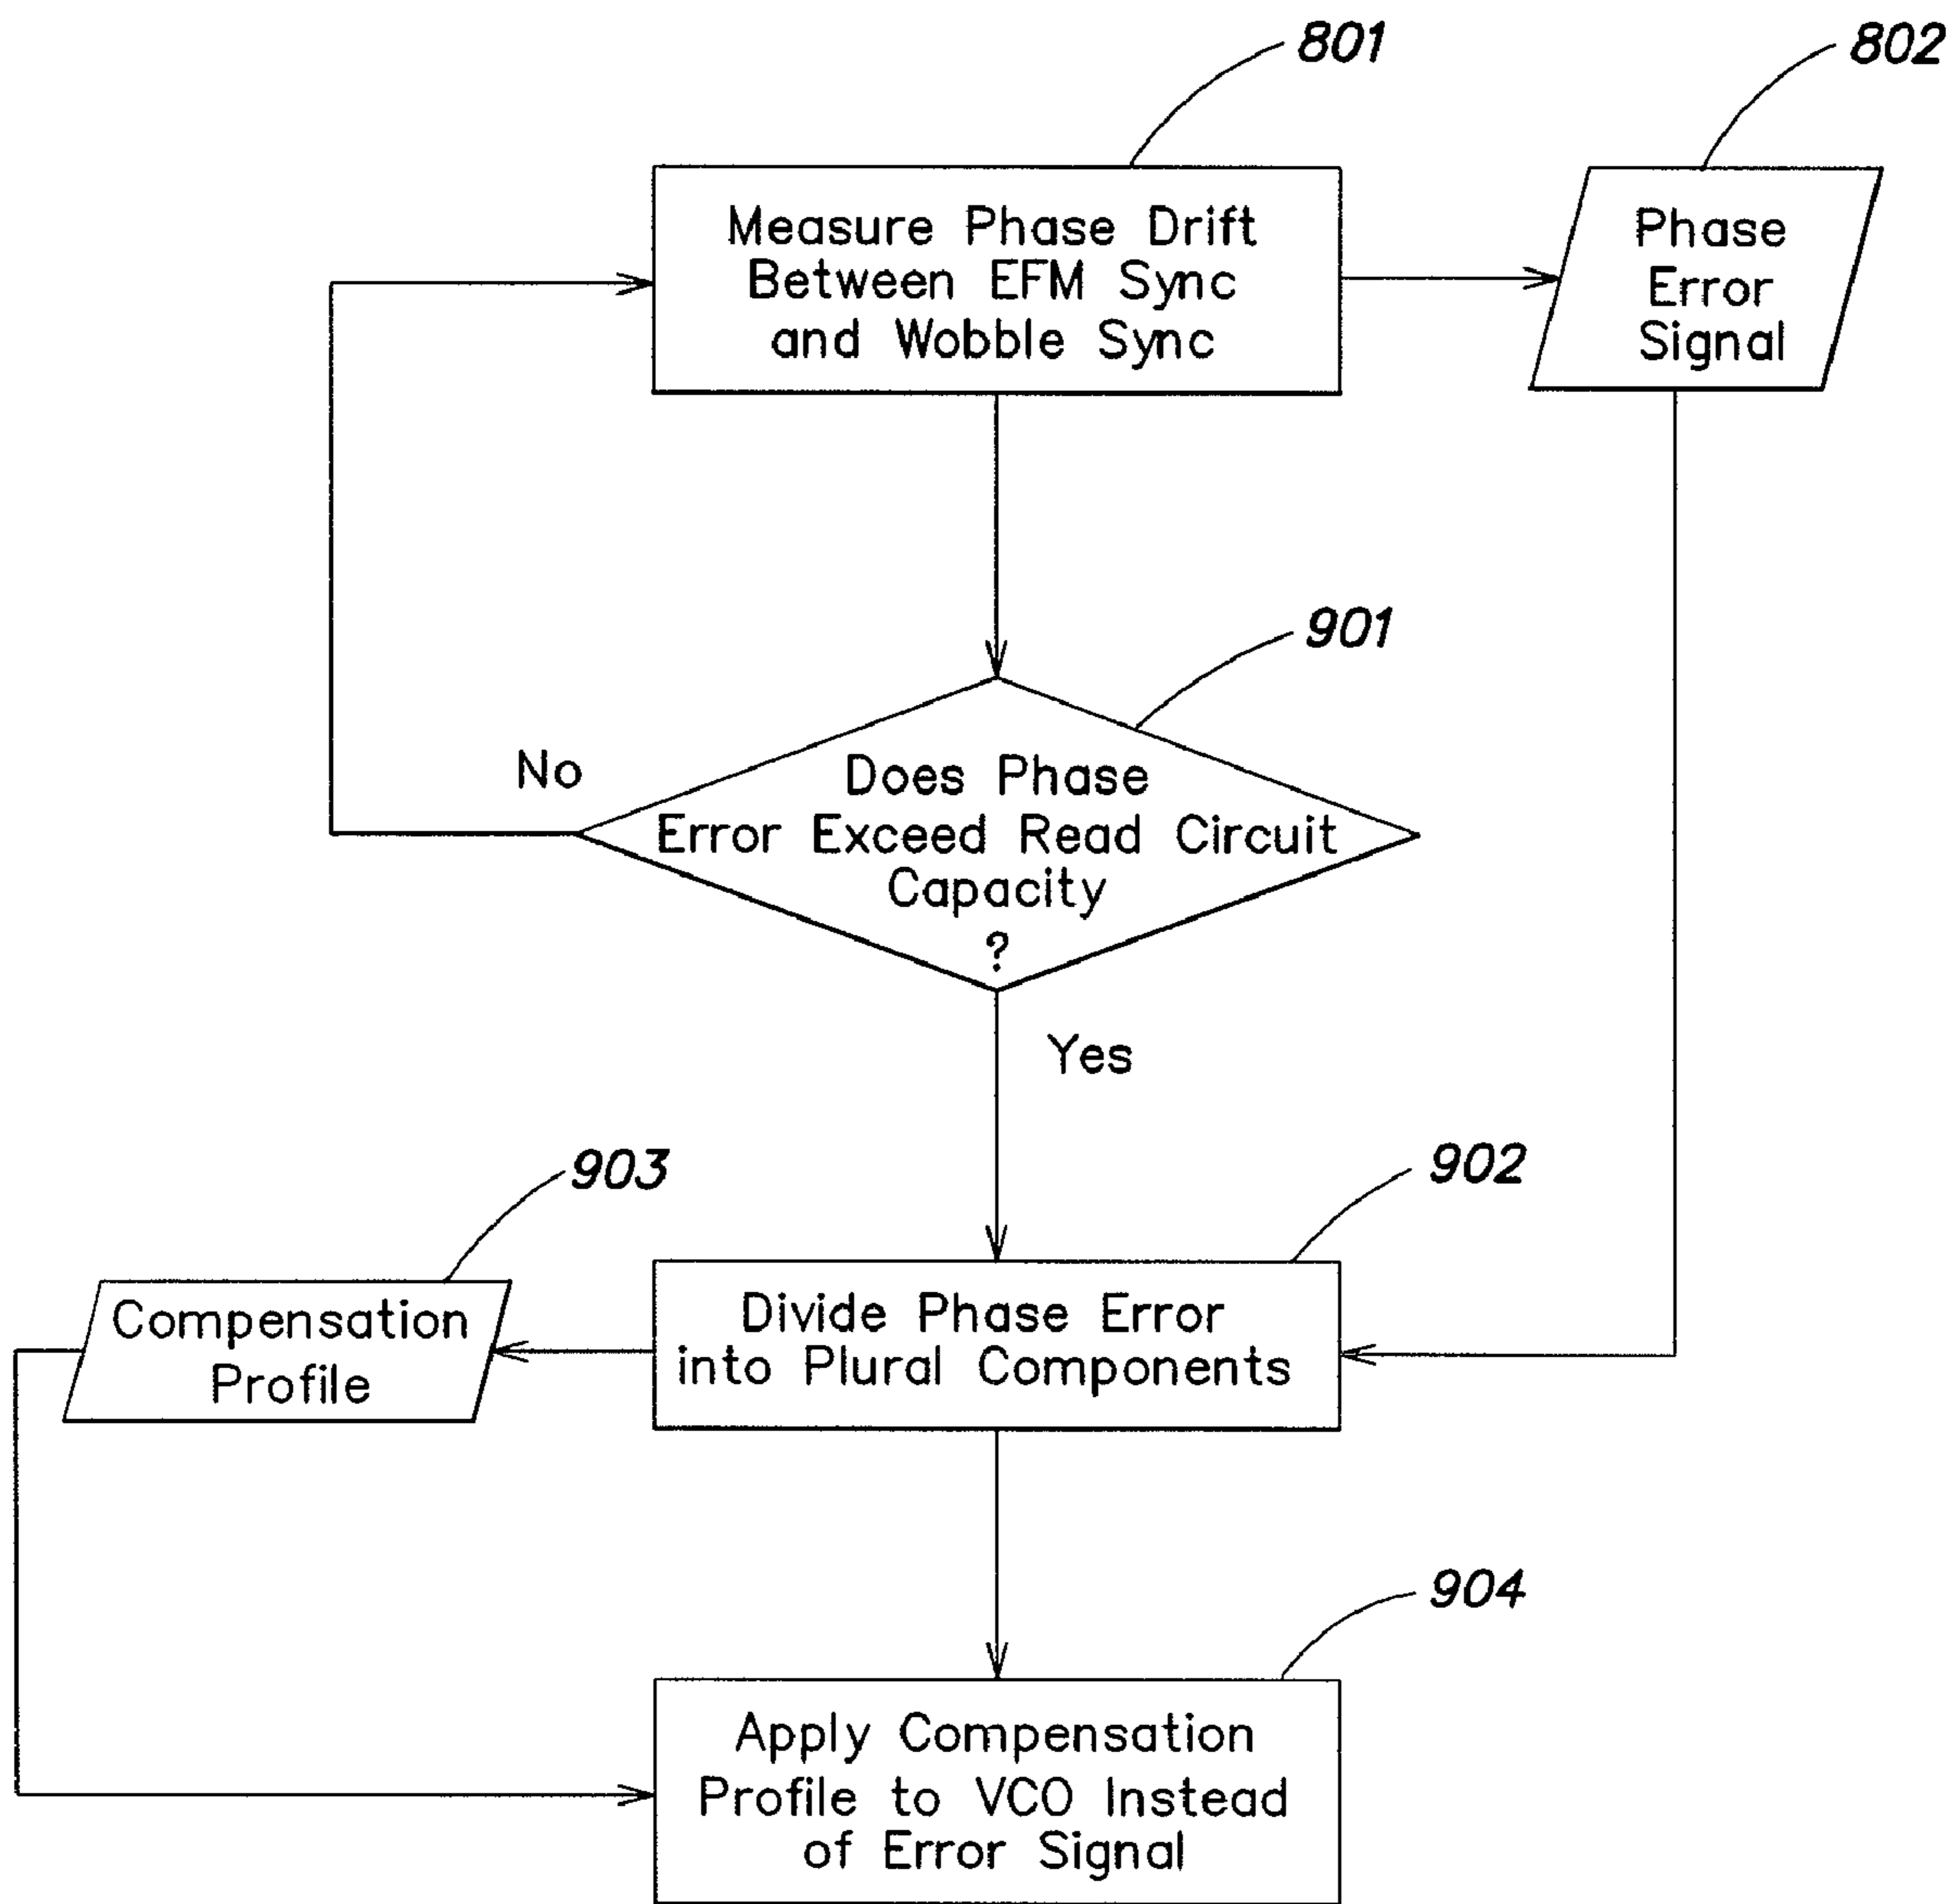 801
802
Measure Phase Drift
Between EFM Sync
and Wobble Sync
Phase
Error
Signal
901
No
Does Phase
Error Exceed Read Circuit
Capacity
?
Yes
903
902
Compensation
Profile
Divide Phase Error
into Plural Components
904
Apply Compensation
Profile to VCO Instead
of Error Signal